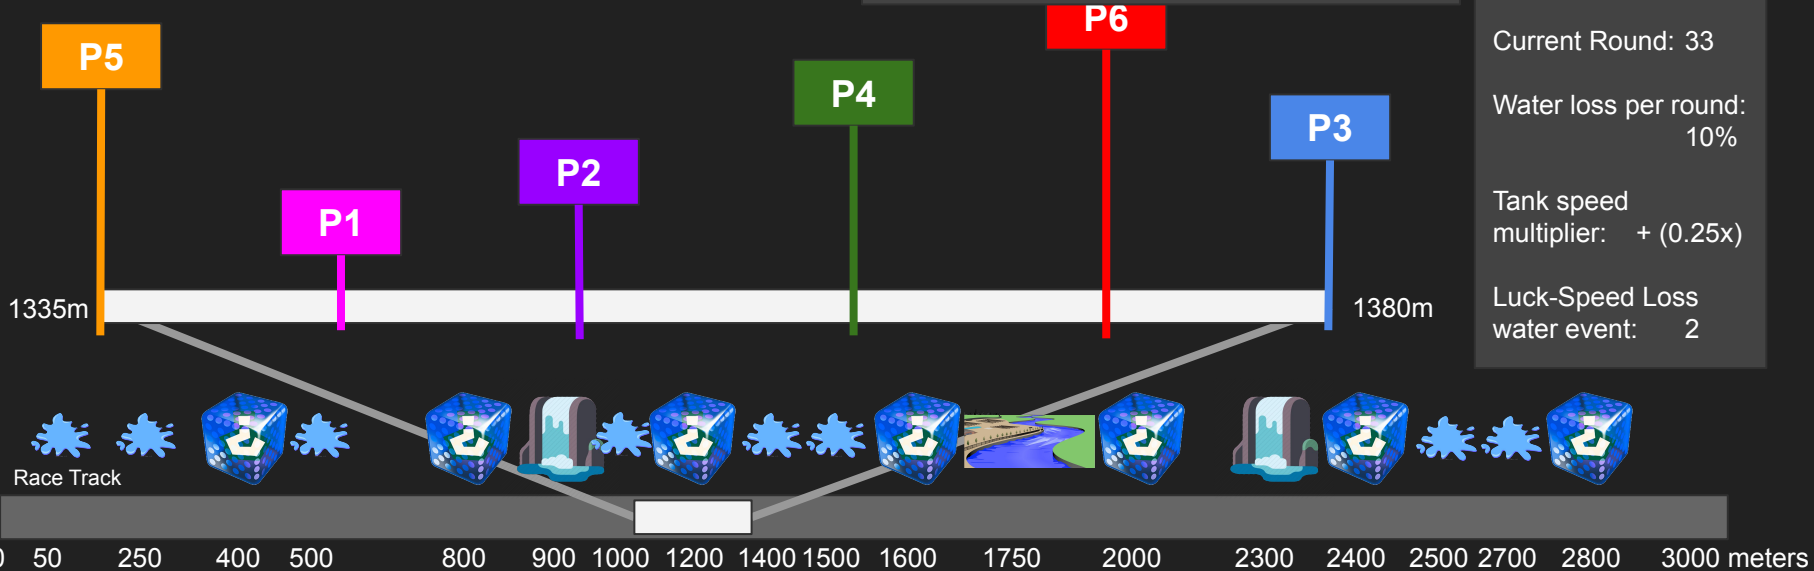 P5
P6
P4
P3
P2
P1
1335m
1380m
Current Round: 33
Water loss per round:
10%
Tank speed
multiplier: + (0.25x)
Luck-Speed Loss
water event: 2
Race Track
0 50 250 400 500 800 900 1000 1200 1400 1500 1600 1750 2000 2300 2400 2500 2700 2800 3000 meters